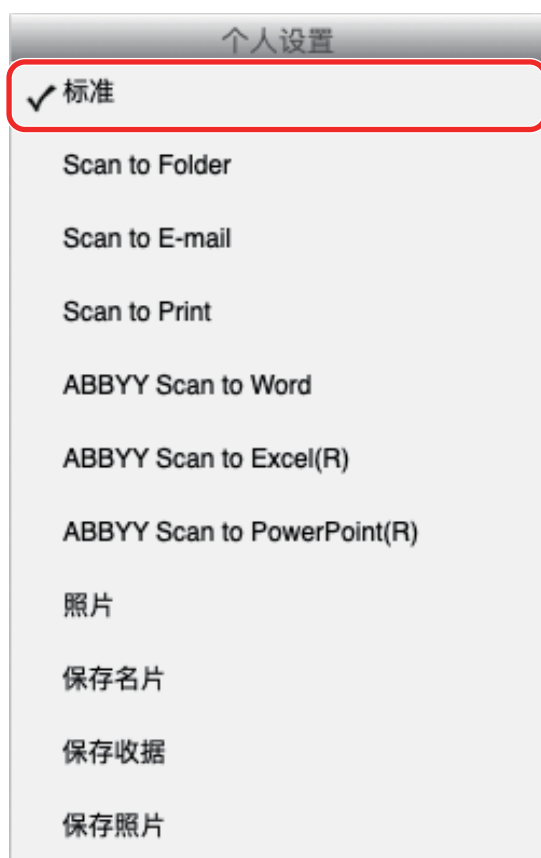 个人设置
标准
Scan to Folder
Scan to E-mail
Scan to Print
ABBYY Scan to Word
ABBYY Scan to Excel(R)
ABBYY Scan to PowerPoint(R)
照片
保存名片
保存收据
保存照片